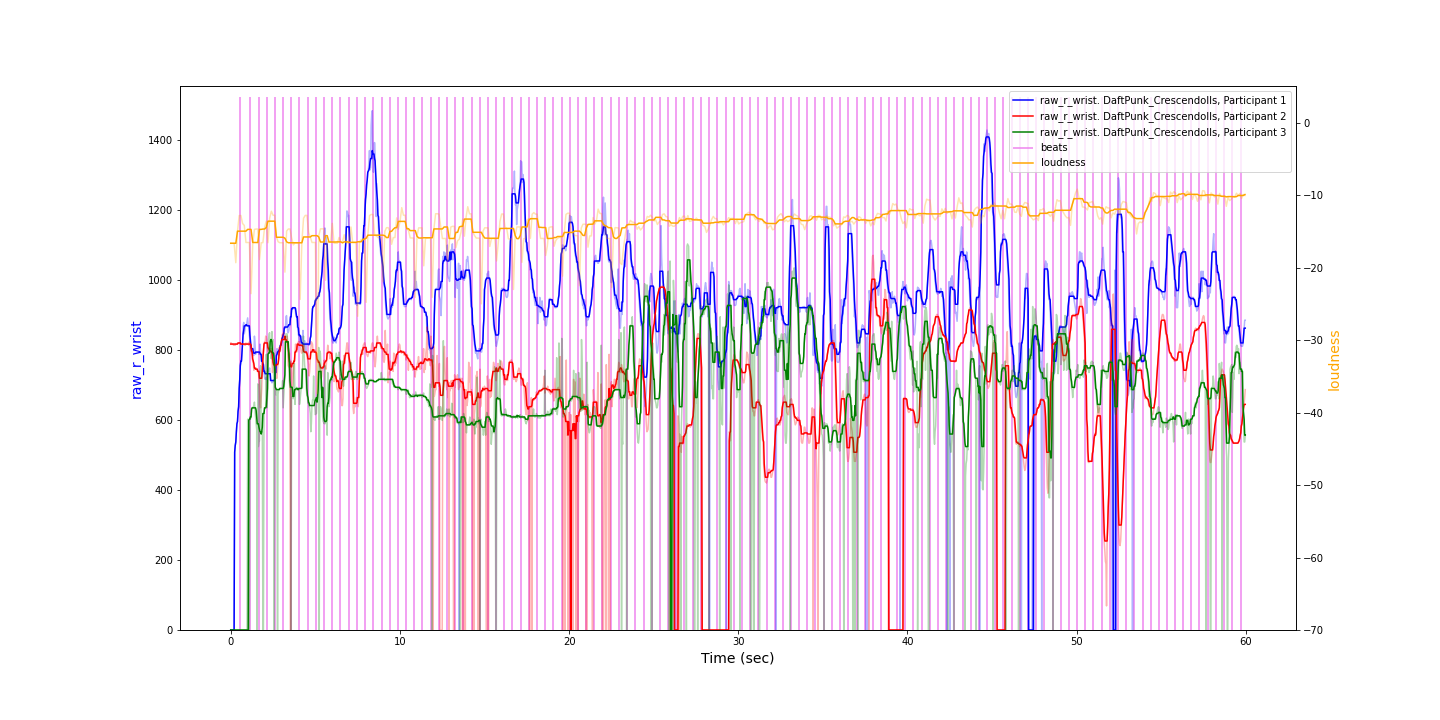 raw_r_wrist. DaftPunk_Crescendolls, Participant 1
raw_r_wrist. DaftPunk_Crescendolls, Participant 2
raw_r_wrist. DaftPunk_Crescendolls, Participant 3
beats
loudness
raw_r_wrist
1400
1200
1000
800
600
400
200
0
0
−10
−20
−30
−40
−50
−60
−70
loudness
0
10
20
30
40
50
60
Time (sec)